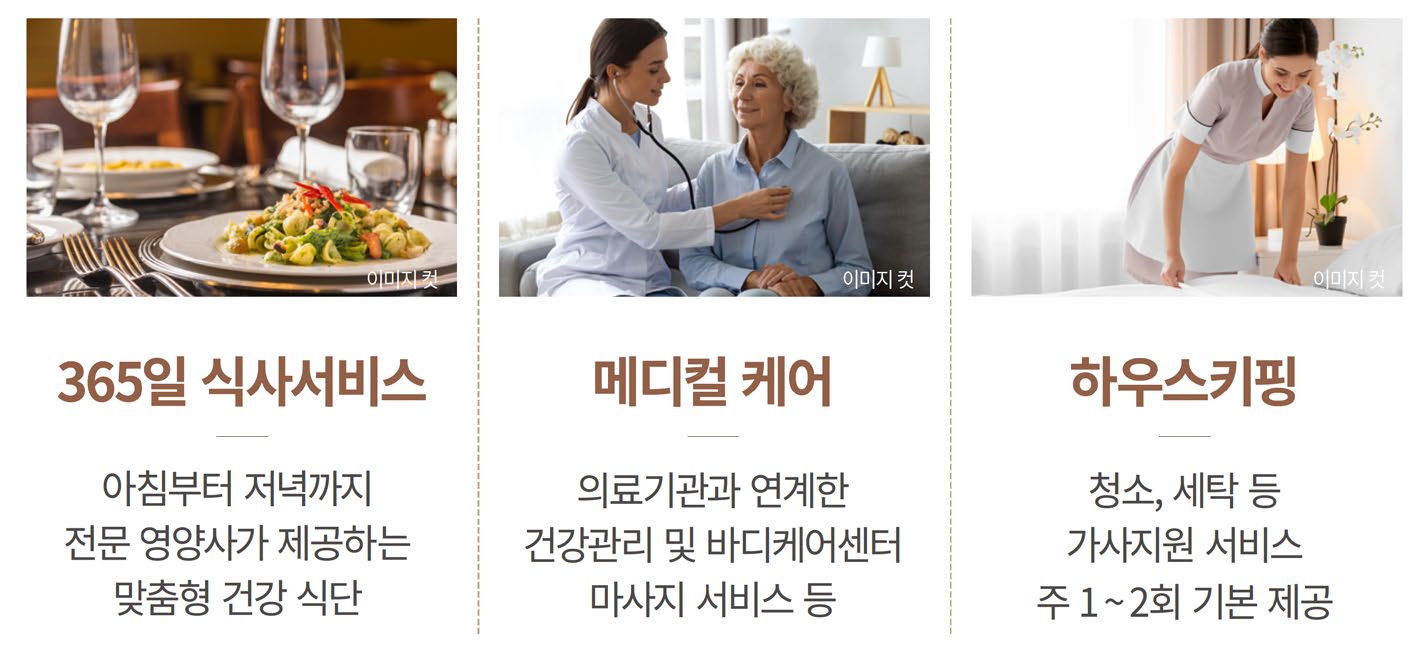 이미지 컷
365일 식사서비스
아침부터 저녁까지
전문 영양사가 제공하는
맞춤형 건강 식단
이미지 컷
메디컬 케어
의료기관과 연계한
건강관리 및 바디케어센터
마사지 서비스 등
이미지 컷
하우스키핑
청소, 세탁 등
가사지원 서비스
주 1 ~ 2회 기본 제공